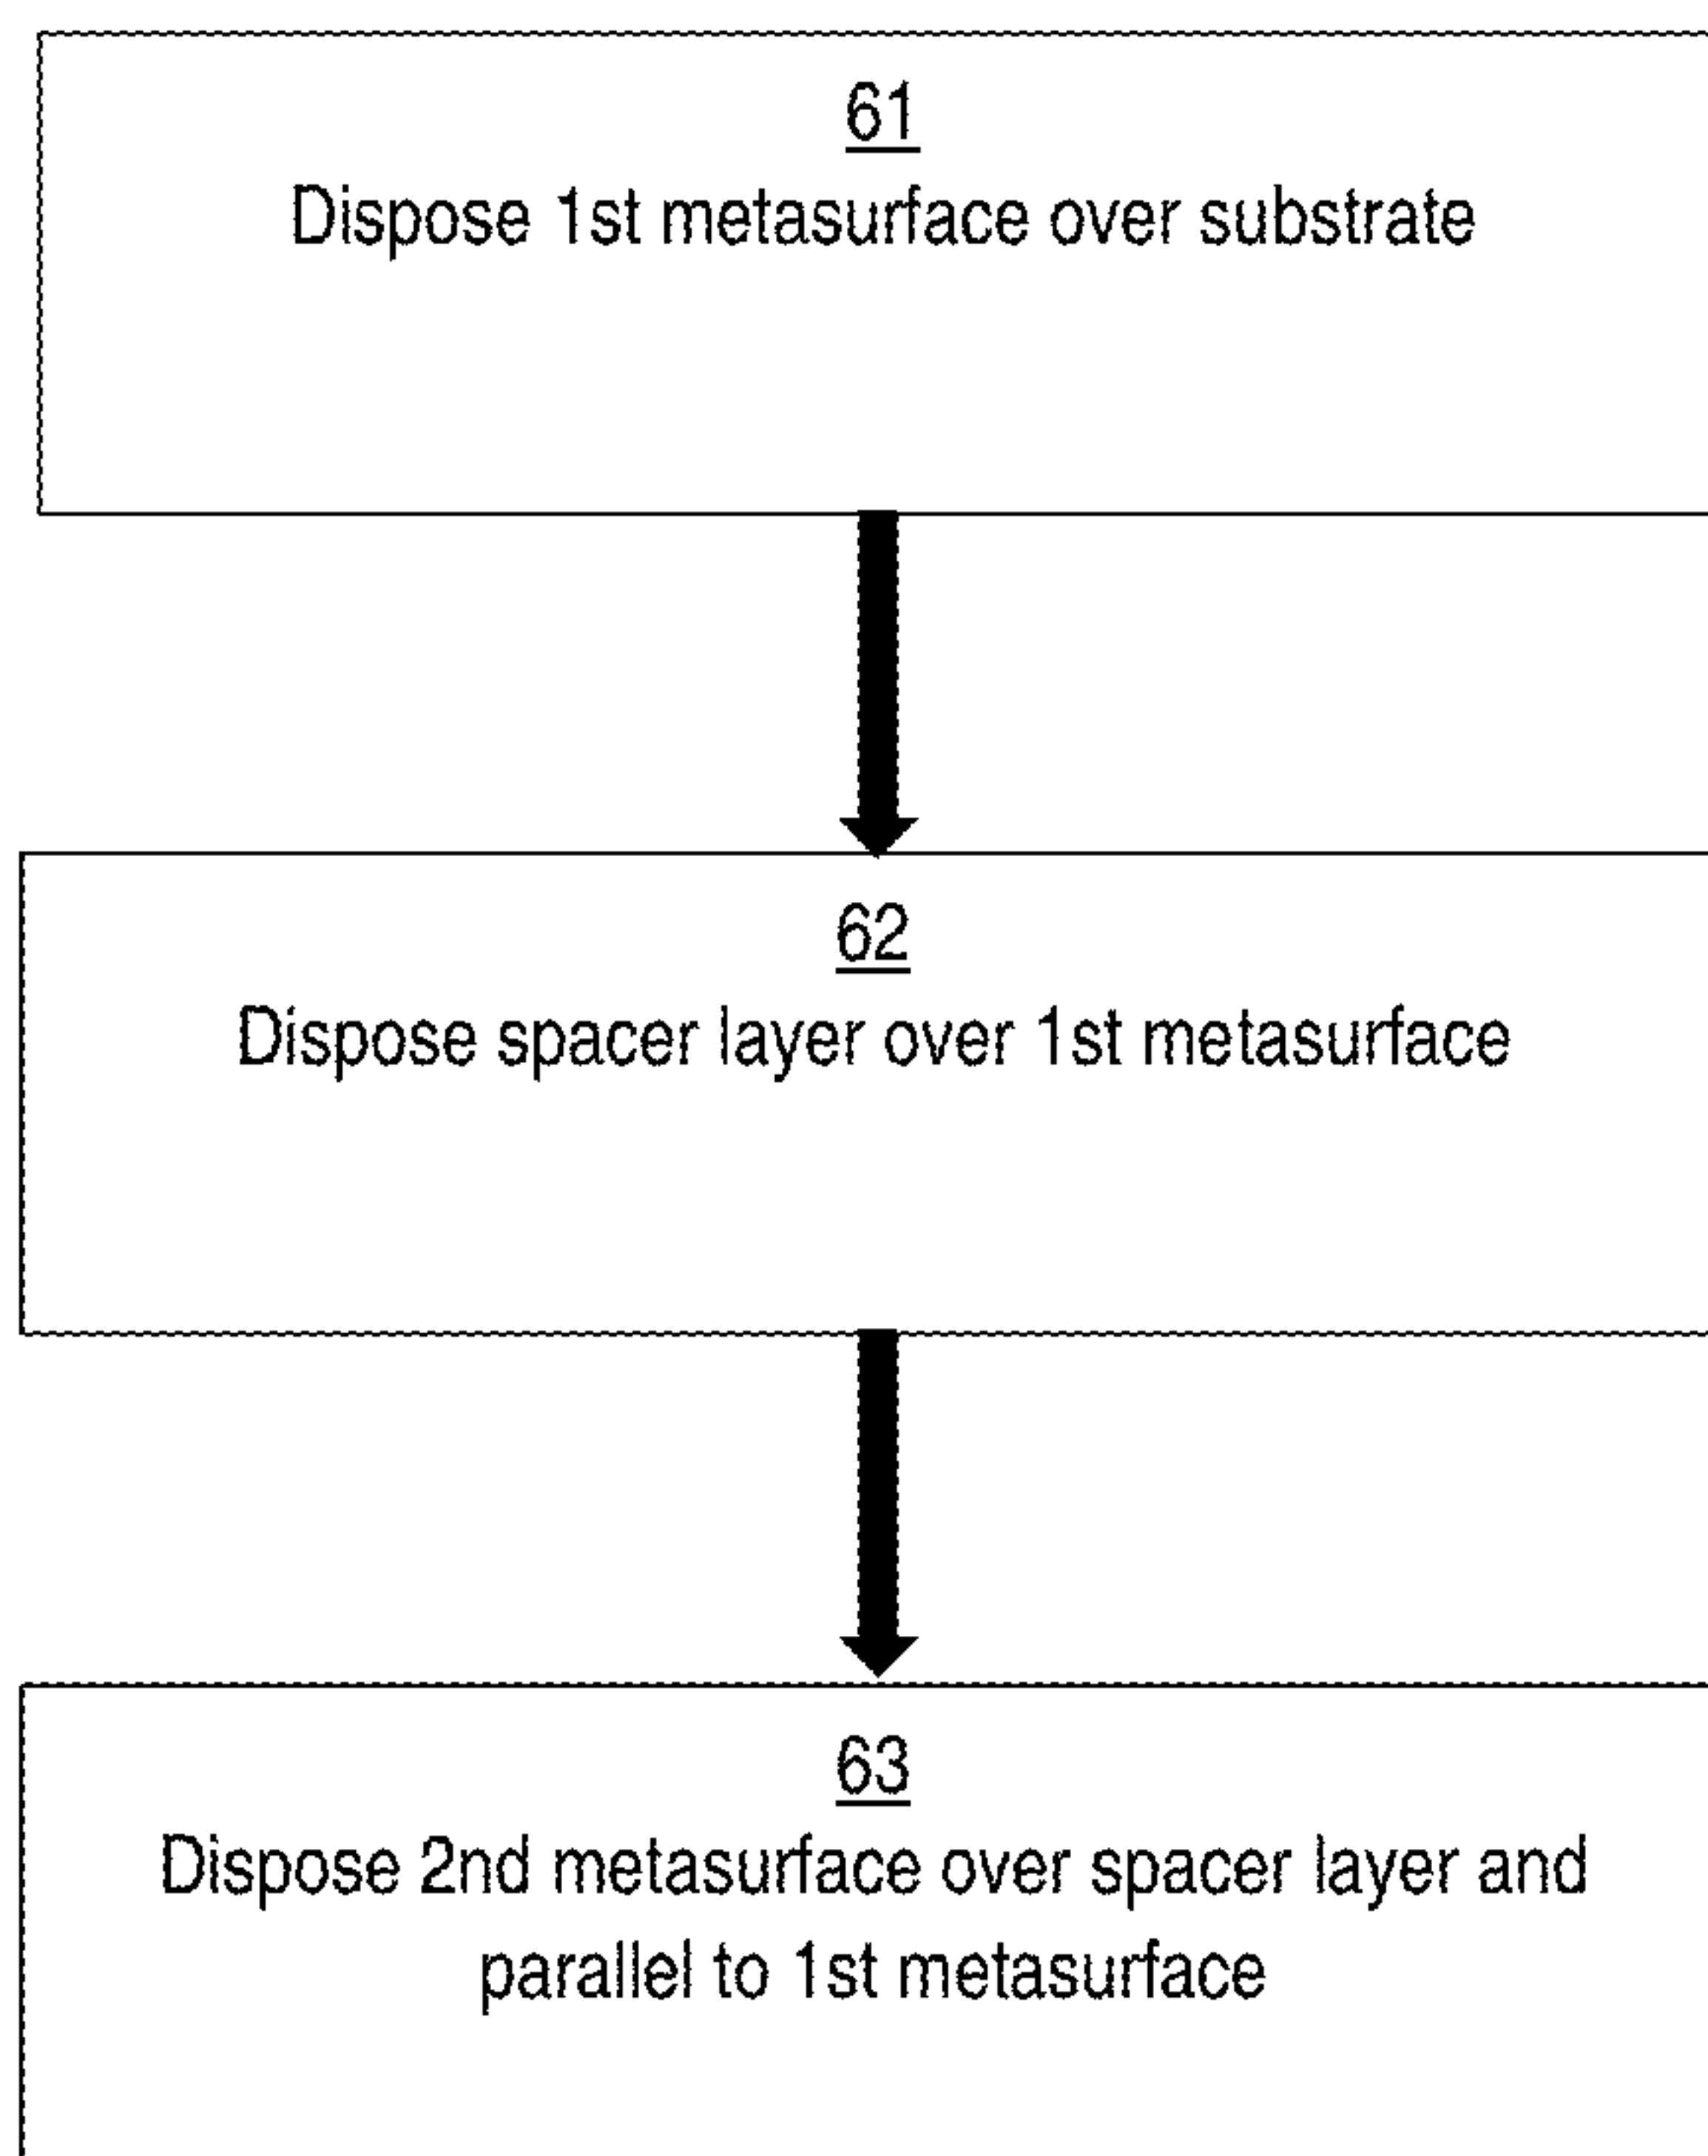 61
Dispose 1st metasurface over substrate
62
Dispose spacer layer over 1st metasurface
63
Dispose 2nd metasurface over spacer layer and
parallel to 1st metasurface